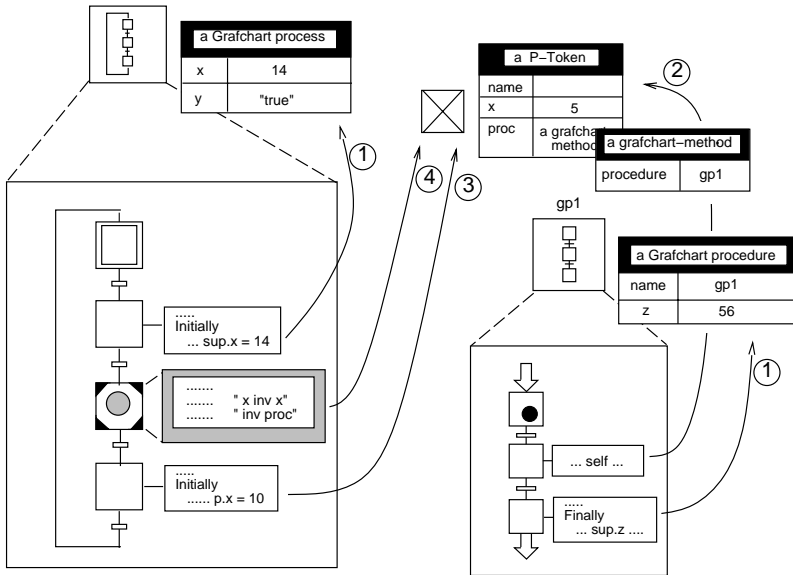 a Grafchart process
x 14
y "true"
a P-Token
name
x 5
proc a grafchart
method
a grafchart-method
procedure gp1
1
2
3
4
gp1
a Grafchart procedure
name gp1
z 56
.....
Initially
... sup.x = 14
....... " x inv x"
....... " inv proc"
.......
.....
Initially
...... p.x = 10
... self ...
.....
Finally
... sup.z ....
1